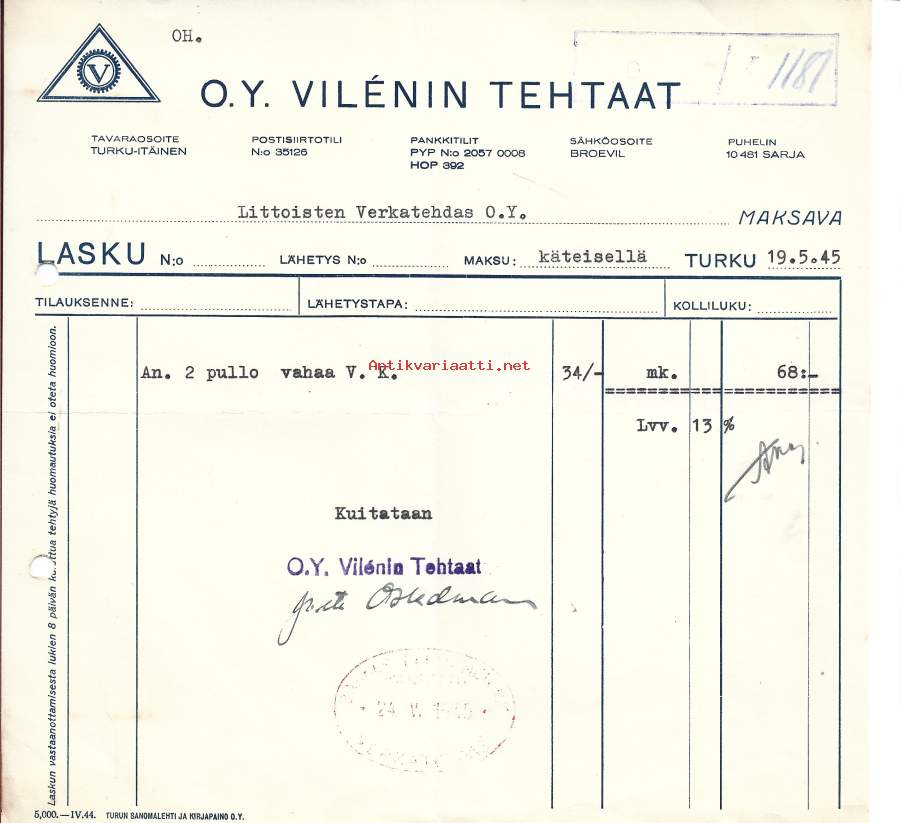 OH.
V
1187
O.Y. VILÉNIN TEHTAAT
TAVARAOSOITE
TURKU-ITÄINEN
POSTISIIRTOTILI
N:o 35126
PANKKITILIT
PYP N:o 2057 0008
HOP 392
SÄHKÖOSOITE
BROEVIL
PUHELIN
10 481 SARJA
Littoisten Verkatehdas O.Y. MAKSAVA
LASKU N:o LÄHETYS N:o MAKSU: käteisellä TURKU 19.5.45
TILAUKSENNE: LÄHETYSTAPA: KOLLILUKU:
An. 2 pullo vahaa V. K. 34/- mk. 68:-
Antikvariaatti.net
Lvv. 13 %
Kuitataan
O.Y. Vilénin Tehtaat
24. V. 1945
Laskun vastaanottamisesta lukien 8 päivän kuluttua tehtyjä huomautuksia ei oteta huomioon.
5,000.—IV.44. TURUN SANOMALEHTI JA KIRJAPAINO O.Y.